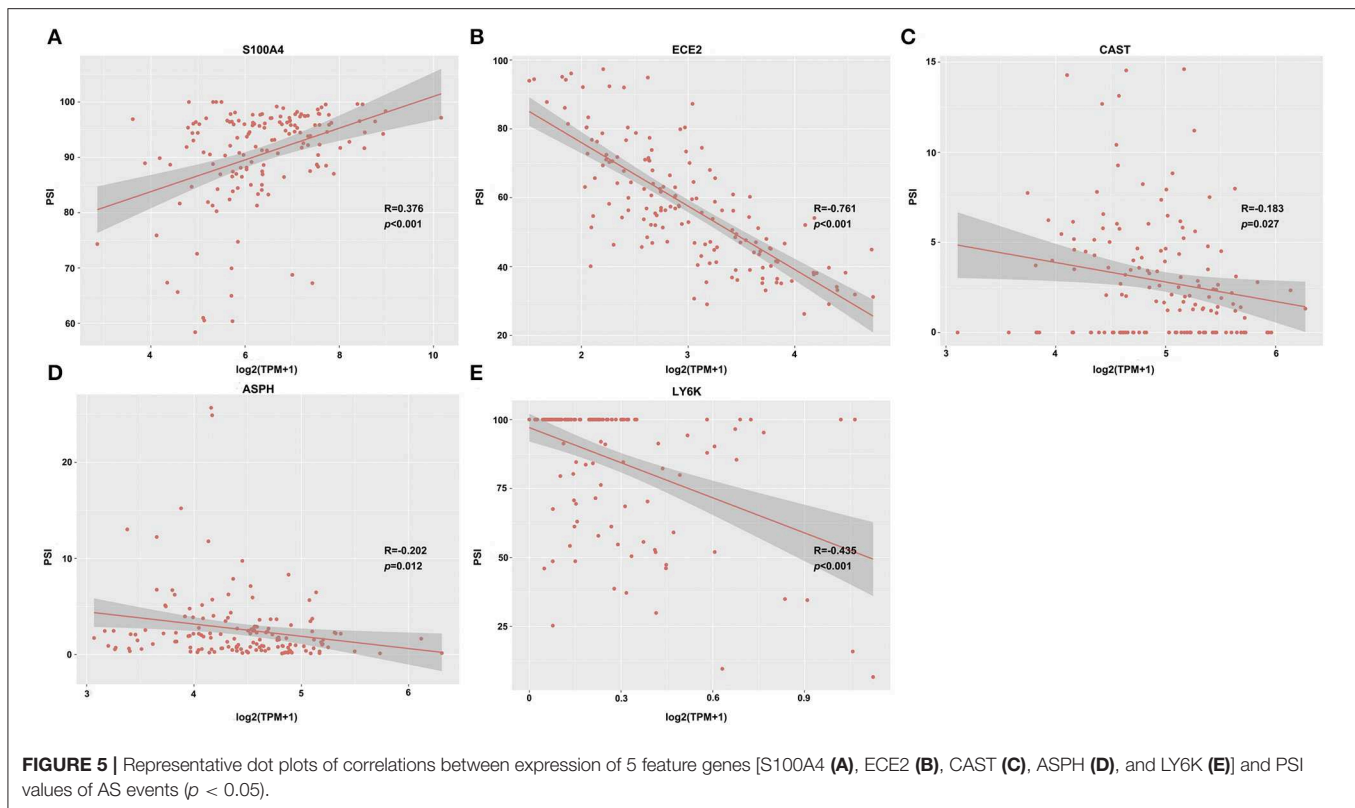 A
S100A4
100
90
80
70
60
PSI
R=0.376
p<0.001
4
6
8
10
log2(TPM+1)
B
ECE2
100
80
60
40
20
PSI
R=-0.761
p<0.001
2
3
4
log2(TPM+1)
C
CAST
15
10
5
0
PSI
R=-0.183
p=0.027
3
4
5
6
log2(TPM+1)
D
ASPH
20
10
0
PSI
R=-0.202
p=0.012
3
4
5
6
log2(TPM+1)
E
LY6K
100
75
50
25
PSI
R=-0.435
p<0.001
0
0.3
0.6
0.9
log2(TPM+1)
FIGURE 5 | Representative dot plots of correlations between expression of 5 feature genes [S100A4 (A), ECE2 (B), CAST (C), ASPH (D), and LY6K (E)] and PSI
values of AS events (p < 0.05).